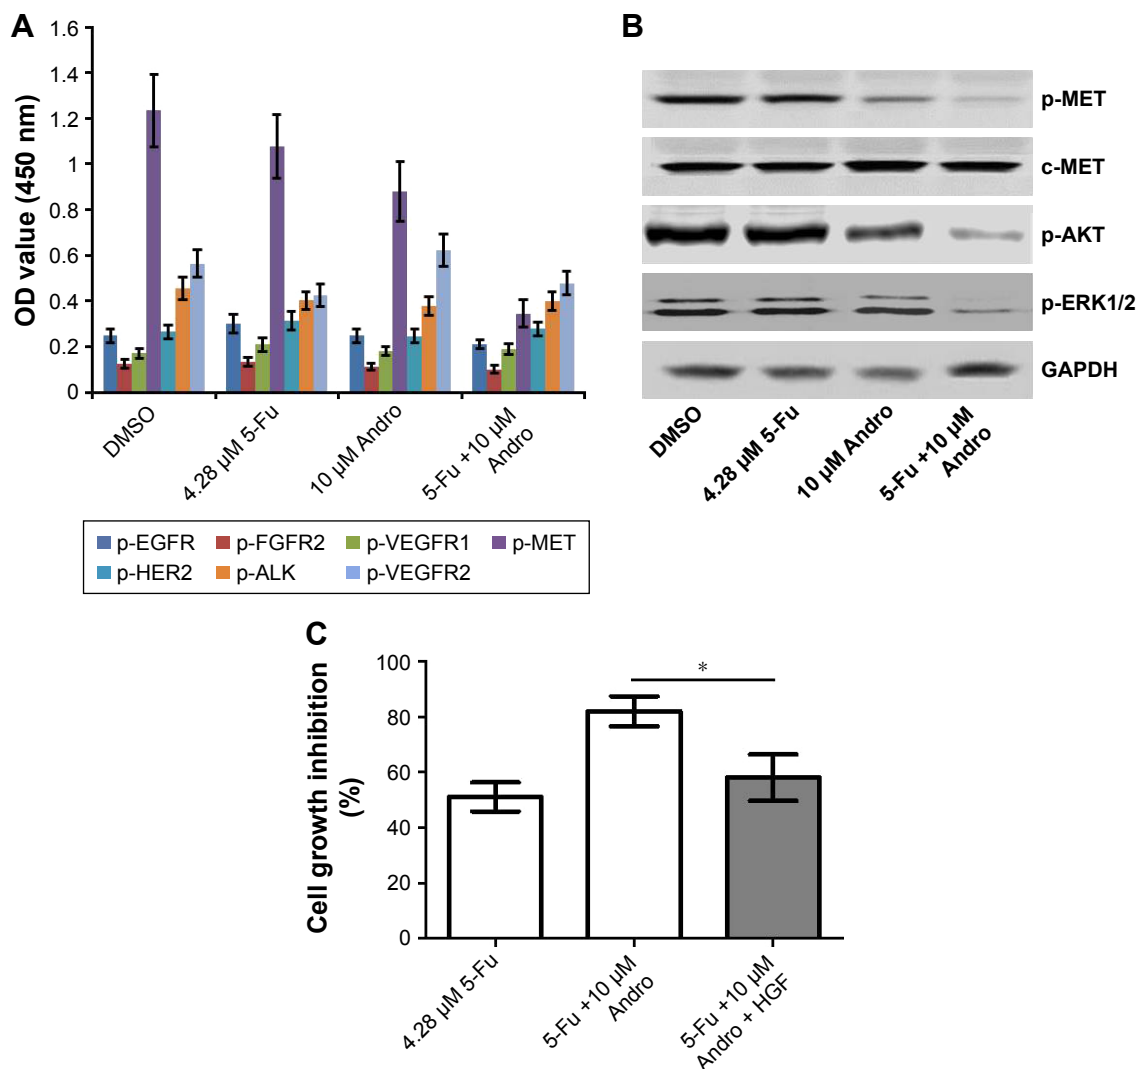 A
OD value (450 nm)
1.6
1.4
1.2
1
0.8
0.6
0.4
0.2
0
DMSO
4.28 µM 5-Fu
10 µM Andro
5-Fu +10 µM
Andro
p-EGFR p-FGFR2 p-VEGFR1 p-MET
p-HER2 p-ALK p-VEGFR2
B
p-MET
c-MET
p-AKT
p-ERK1/2
GAPDH
DMSO
4.28 µM 5-Fu
10 µM Andro
5-Fu +10 µM
Andro
C
Cell growth inhibition
(%)
100
80
60
40
20
0
*
4.28 µM 5-Fu
5-Fu +10 µM
Andro
5-Fu +10 µM
Andro + HGF